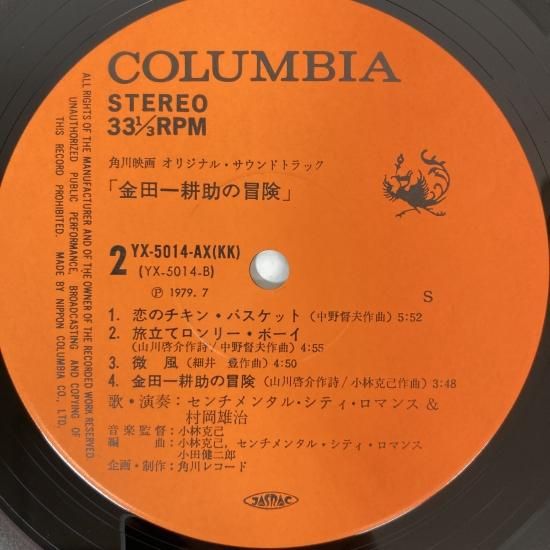 COLUMBIA
STEREO
33 1/3 RPM
角川映画 オリジナル・サウンドトラック
「金田一耕助の冒険」
2 YX-5014-AX(KK)
(YX-5014-B)
Ⓟ 1979.7
S
1. 恋のチキン・バスケット (中野督夫作曲) 5:52
2. 旅立てロンリー・ボーイ
(山川啓介作詩/中野督夫作曲) 4:55
3. 微風 (細井 豊作曲) 4:50
4. 金田一耕助の冒険 (山川啓介作詩/小林克己作曲) 3:48
歌・演奏:センチメンタル・シティ・ロマンス &
村岡雄治
音楽監督:小林克己
編曲:小林克己,センチメンタル・シティ・ロマンス
小田健二郎
企画・制作:角川レコード
JASRAC
ALL RIGHTS OF THE MANUFACTURER AND OF THE OWNER OF THE RECORDED WORK RESERVED
UNAUTHORIZED PUBLIC PERFORMANCE, BROADCASTING AND COPYING OF
THIS RECORD PROHIBITED. MADE BY NIPPON COLUMBIA CO., LTD.